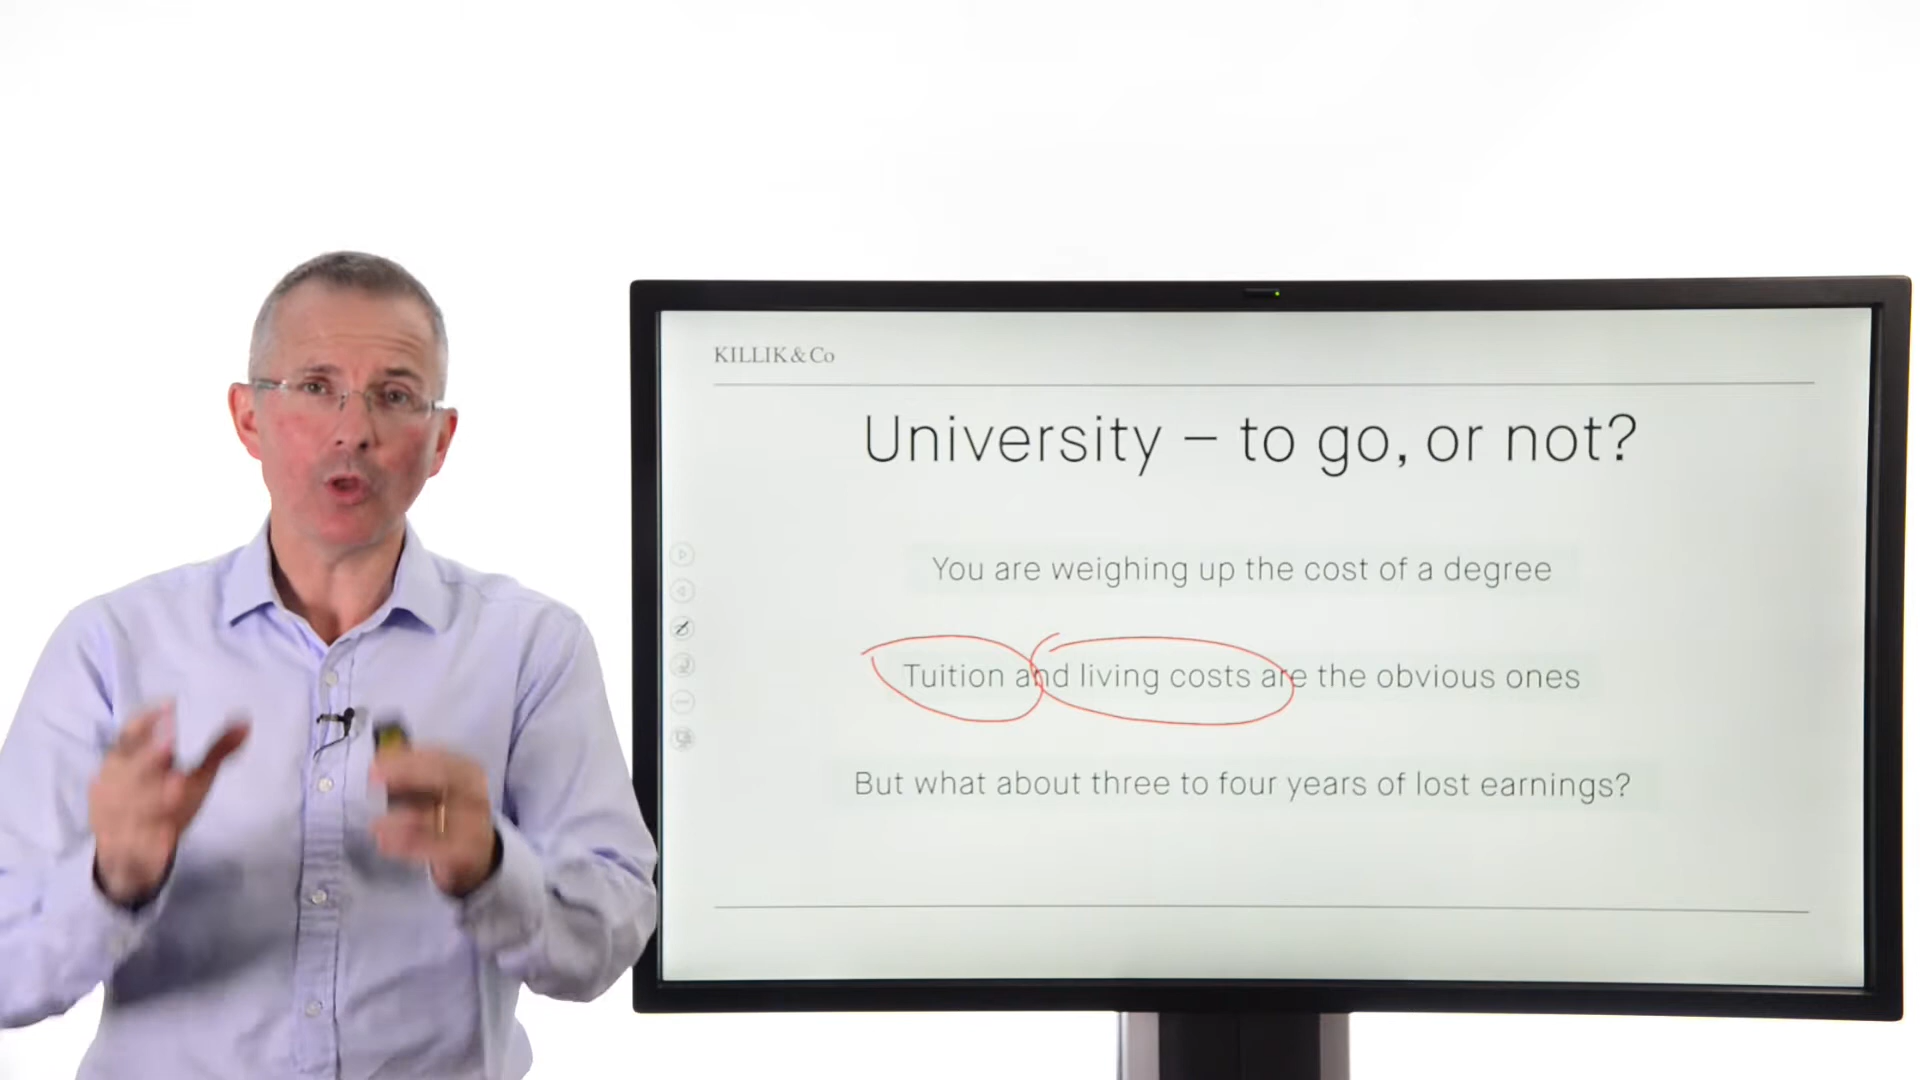 KILLIK & Co
University – to go, or not?
You are weighing up the cost of a degree
Tuition and living costs are the obvious ones
But what about three to four years of lost earnings?